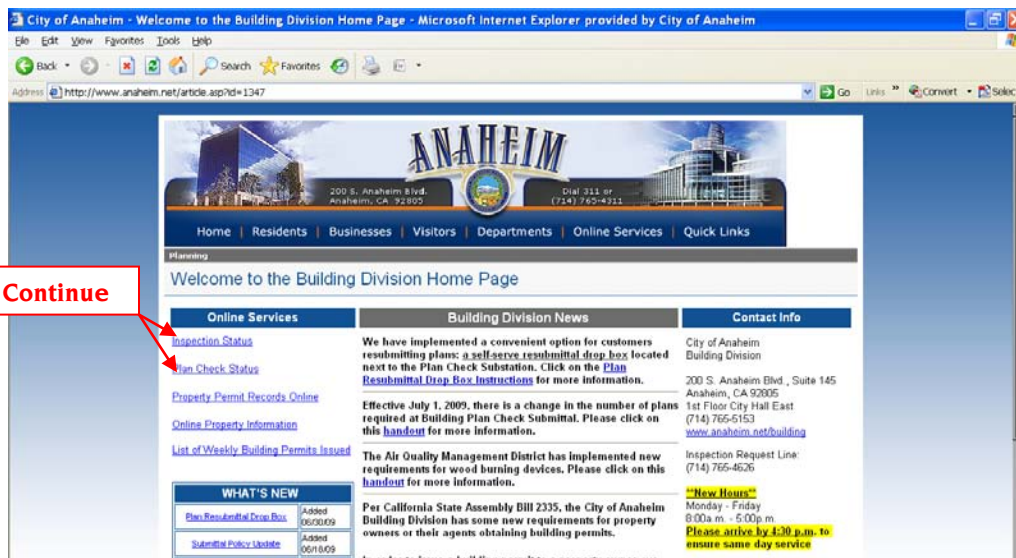 City of Anaheim - Welcome to the Building Division Home Page - Microsoft Internet Explorer provided by City of Anaheim
File Edit View Favorites Tools Help
Back Search Favorites
Address http://www.anaheim.net/article.asp?id=1347 Go Links » Convert Selec
ANAHEIM
200 S. Anaheim Blvd.
Anaheim, CA 92805
Dial 311 or
(714) 765-4311
Home | Residents | Businesses | Visitors | Departments | Online Services | Quick Links
Planning
Welcome to the Building Division Home Page
Continue
Online Services
Inspection Status
Plan Check Status
Property Permit Records Online
Online Property Information
List of Weekly Building Permits Issued
WHAT'S NEW
Plan Resubmittal Drop Box
Added
06/30/09
Submittal Policy Update
Added
06/18/09
Building Division News
We have implemented a convenient option for customers
resubmitting plans: a self-serve resubmittal drop box located
next to the Plan Check Substation. Click on the Plan
Resubmittal Drop Box Instructions for more information.
Effective July 1, 2009, there is a change in the number of plans
required at Building Plan Check Submittal. Please click on
this handout for more information.
The Air Quality Management District has implemented new
requirements for wood burning devices. Please click on this
handout for more information.
Per California State Assembly Bill 2335, the City of Anaheim
Building Division has some new requirements for property
owners or their agents obtaining building permits.
Contact Info
City of Anaheim
Building Division
200 S. Anaheim Blvd., Suite 145
Anaheim, CA 92805
1st Floor City Hall East
(714) 765-5153
www.anaheim.net/building
Inspection Request Line:
(714) 765-4626
**New Hours**
Monday - Friday
8:00a.m. - 5:00p.m.
Please arrive by 4:30 p.m. to
ensure same day service